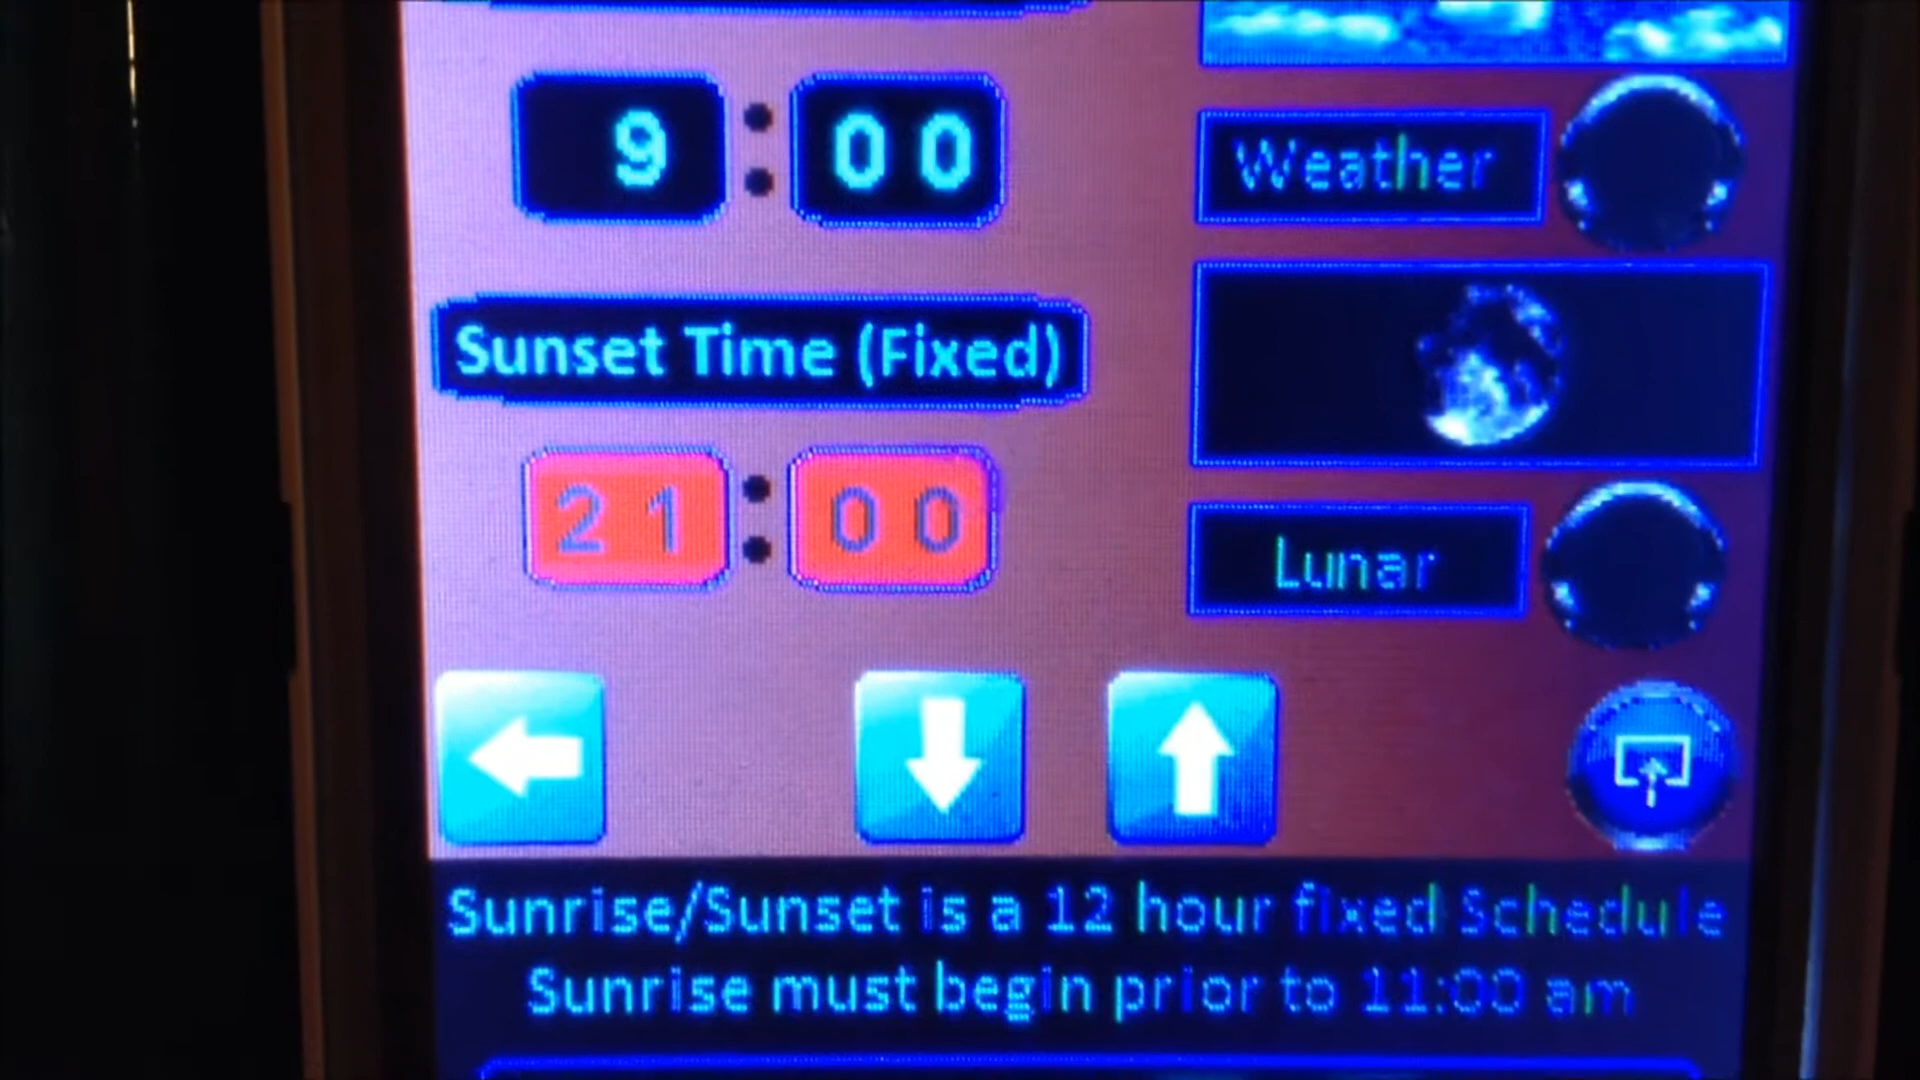 9:00
Weather
Sunset Time (Fixed)
21:00
Lunar
Sunrise/Sunset is a 12 hour fixed Schedule
Sunrise must begin prior to 11:00 am